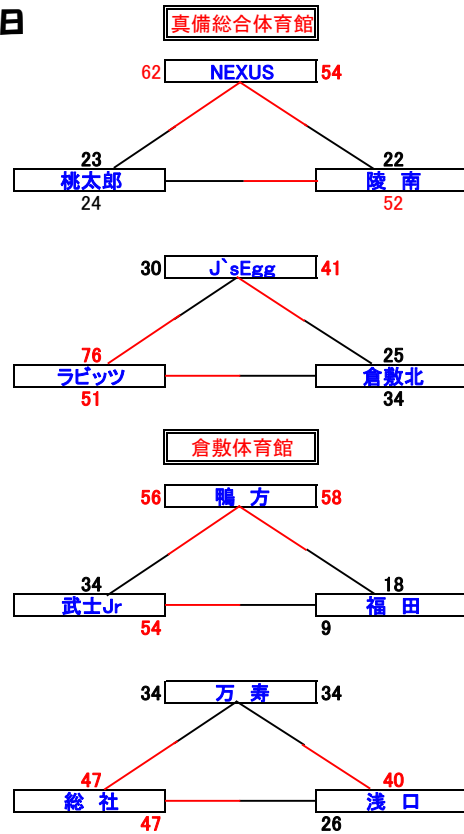 日
真備総合体育館
62 NEXUS 54
23 22
桃太郎 陵 南
24 52
30 J`sEgg 41
76 25
ラビッツ 倉敷北
51 34
倉敷体育館
56 鴨 方 58
34 18
武士Jr 福 田
54 9
34 万 寿 34
47 40
総 社 浅 口
47 26